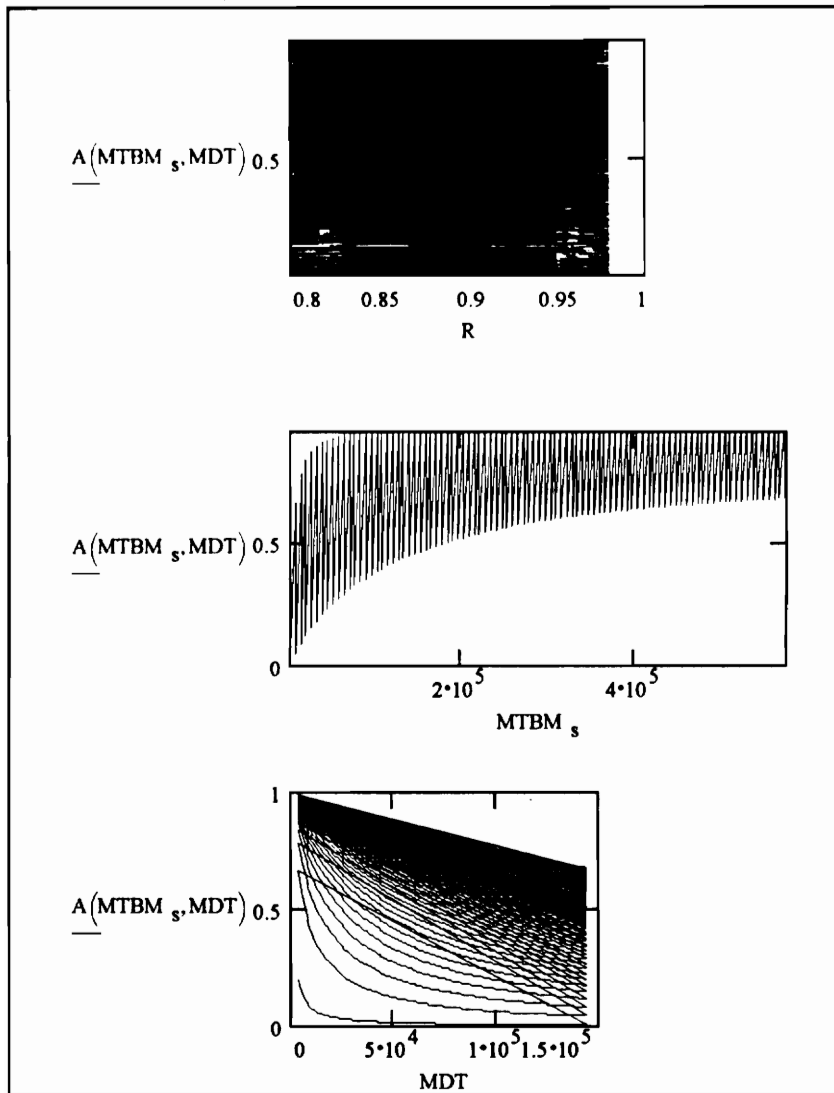 A(MTBM s,MDT) 0.5
0.8 0.85 0.9 0.95 1
R
A(MTBM s,MDT) 0.5
0
2•10^5 4•10^5
MTBM s
1
A(MTBM s,MDT) 0.5
0
0 5•10^4 1•10^5 1.5•10^5
MDT